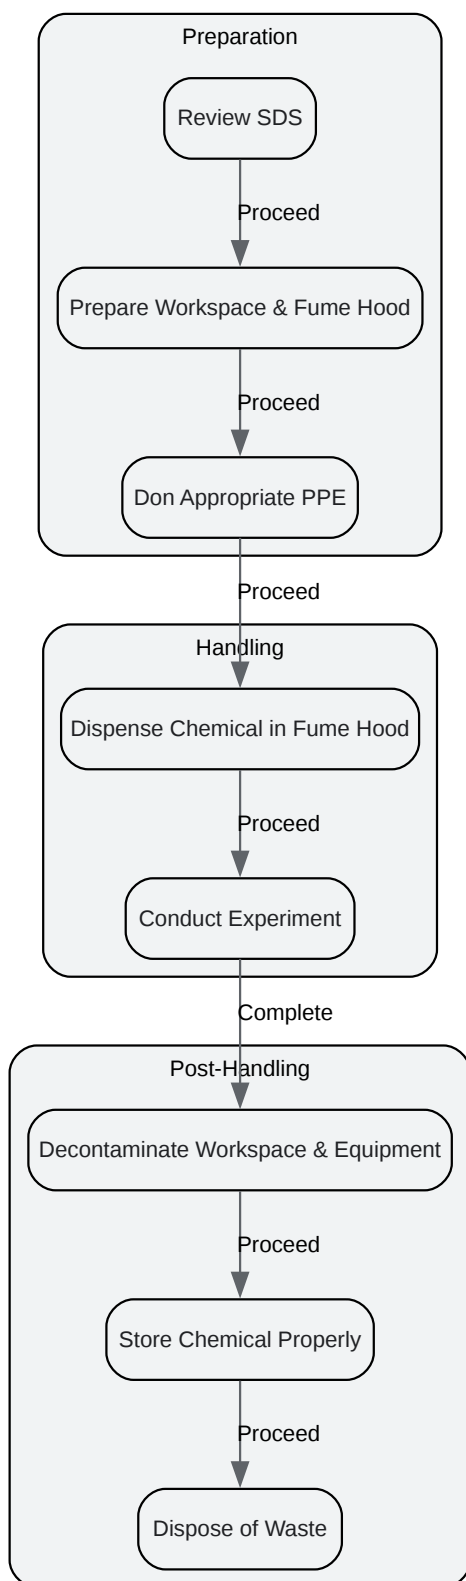 Preparation
Review SDS
Proceed
Prepare Workspace & Fume Hood
Proceed
Don Appropriate PPE
Proceed
Handling
Dispense Chemical in Fume Hood
Proceed
Conduct Experiment
Complete
Post-Handling
Decontaminate Workspace & Equipment
Proceed
Store Chemical Properly
Proceed
Dispose of Waste